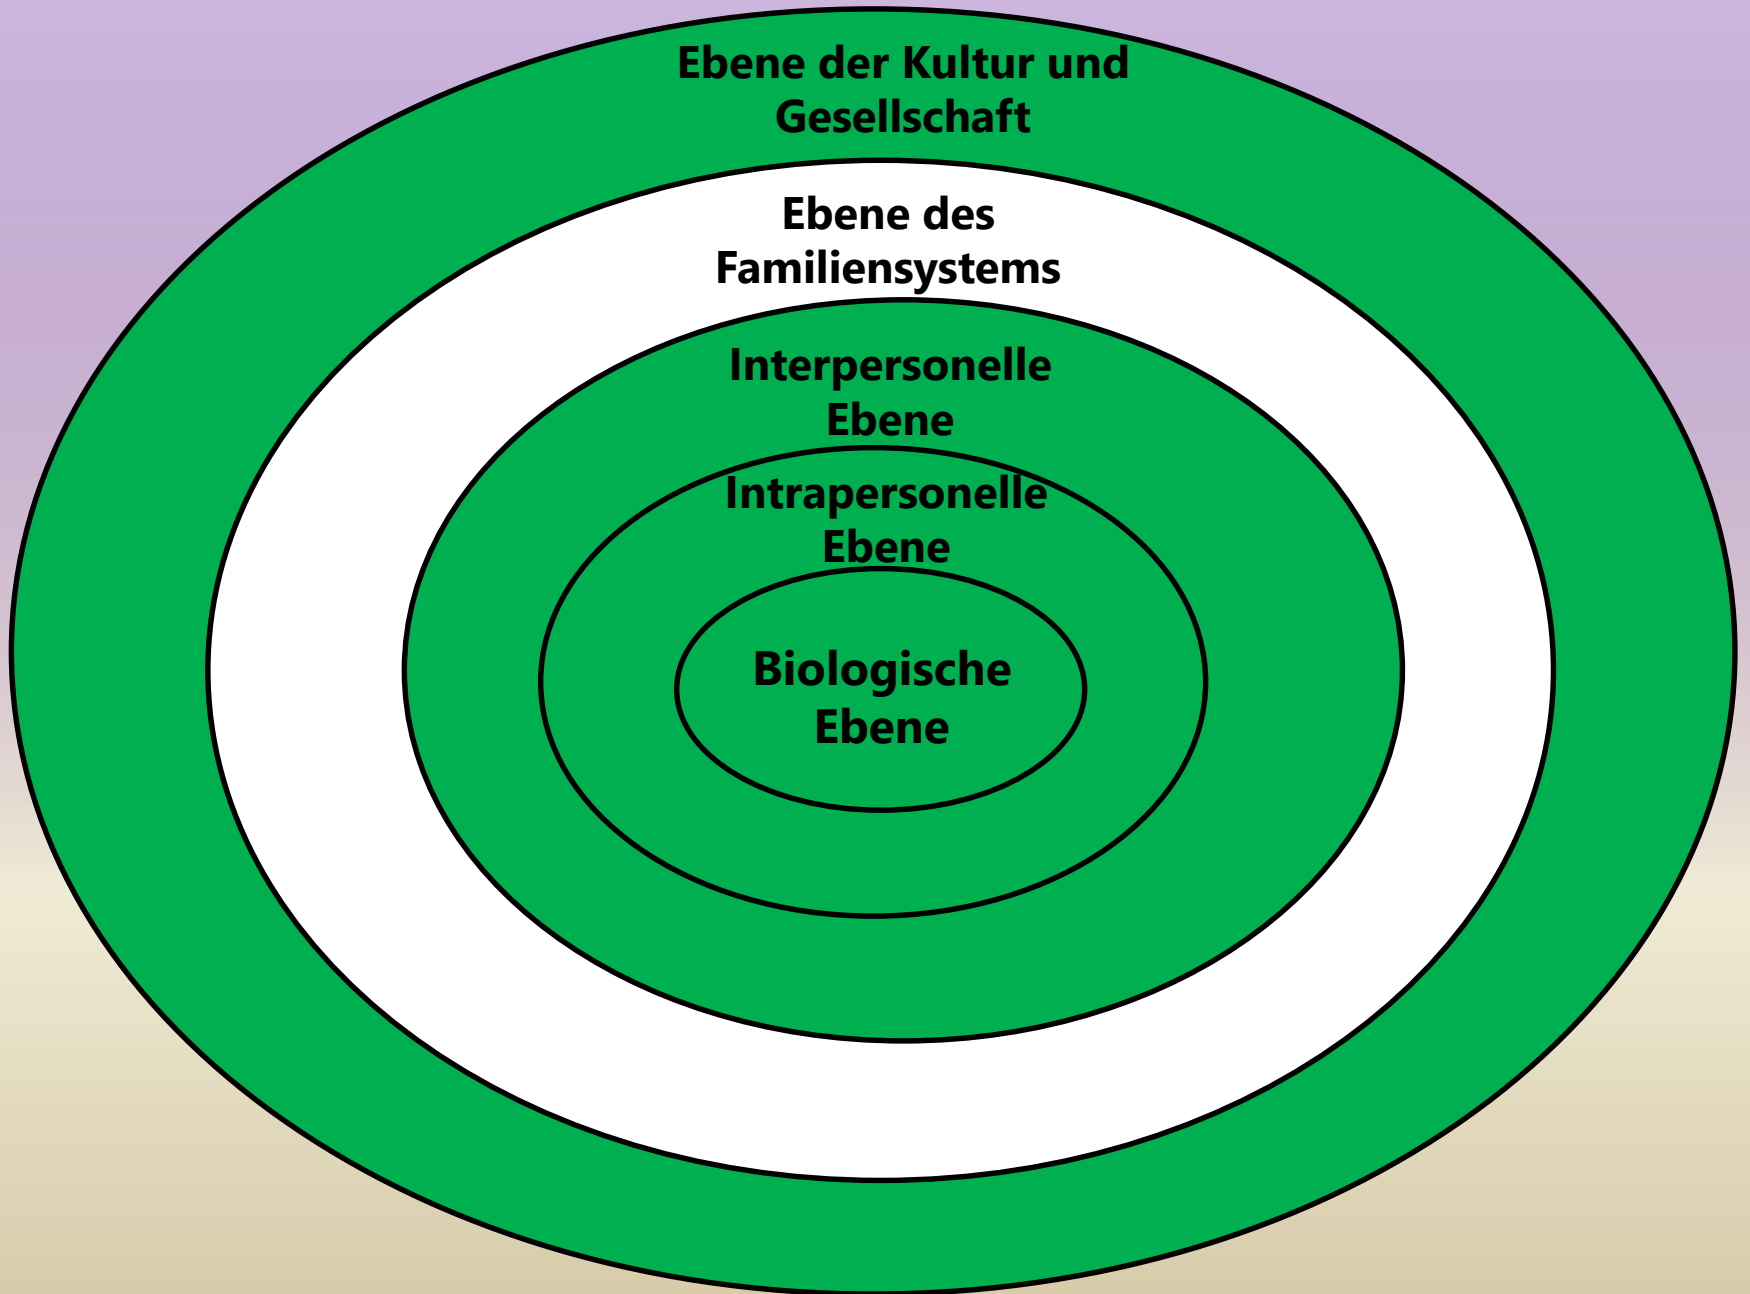 Ebene der Kultur und
Gesellschaft
Ebene des
Familiensystems
Interpersonelle
Ebene
Intrapersonelle
Ebene
Biologische
Ebene